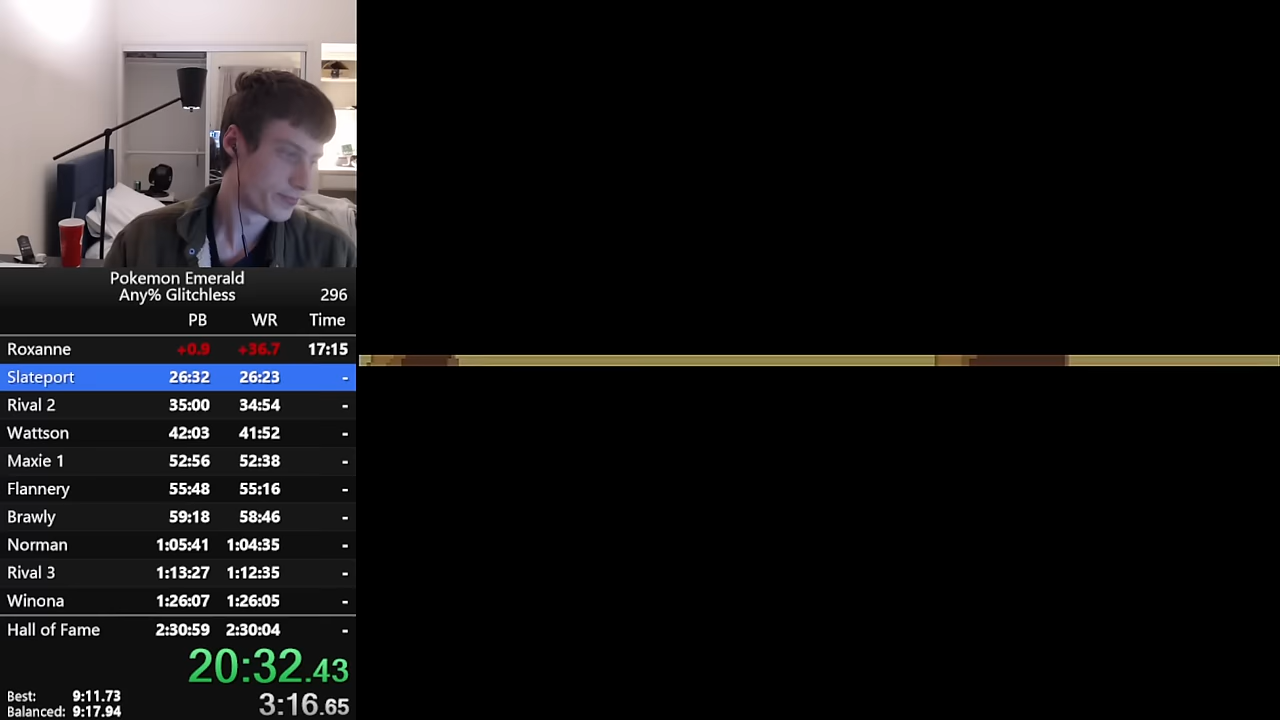 Pokemon Emerald
Any% Glitchless 296
PB WR Time
Roxanne +0.9 +36.7 17:15
Slateport 26:32 26:23 -
Rival 2 35:00 34:54 -
Wattson 42:03 41:52 -
Maxie 1 52:56 52:38 -
Flannery 55:48 55:16 -
Brawly 59:18 58:46 -
Norman 1:05:41 1:04:35 -
Rival 3 1:13:27 1:12:35 -
Winona 1:26:07 1:26:05 -
Hall of Fame 2:30:59 2:30:04 -
20:32.43
Best: 9:11.73
Balanced: 9:17.94 3:16.65